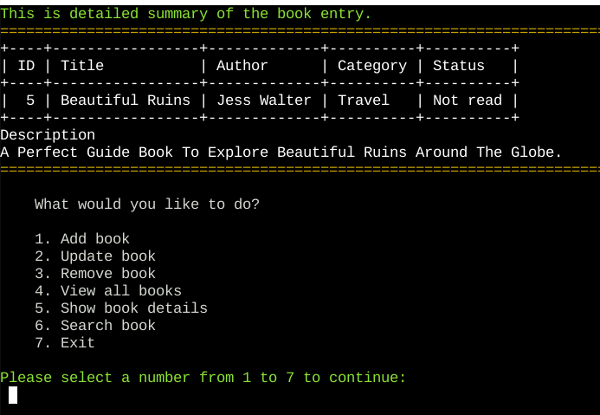 This is detailed summary of the book entry.
=====================================================================
+----+-----------------+-------------+----------+----------+
| ID | Title           | Author      | Category | Status   |
+----+-----------------+-------------+----------+----------+
|  5 | Beautiful Ruins | Jess Walter | Travel   | Not read |
+----+-----------------+-------------+----------+----------+
Description
A Perfect Guide Book To Explore Beautiful Ruins Around The Globe.
=====================================================================
What would you like to do?
1. Add book
2. Update book
3. Remove book
4. View all books
5. Show book details
6. Search book
7. Exit
Please select a number from 1 to 7 to continue: